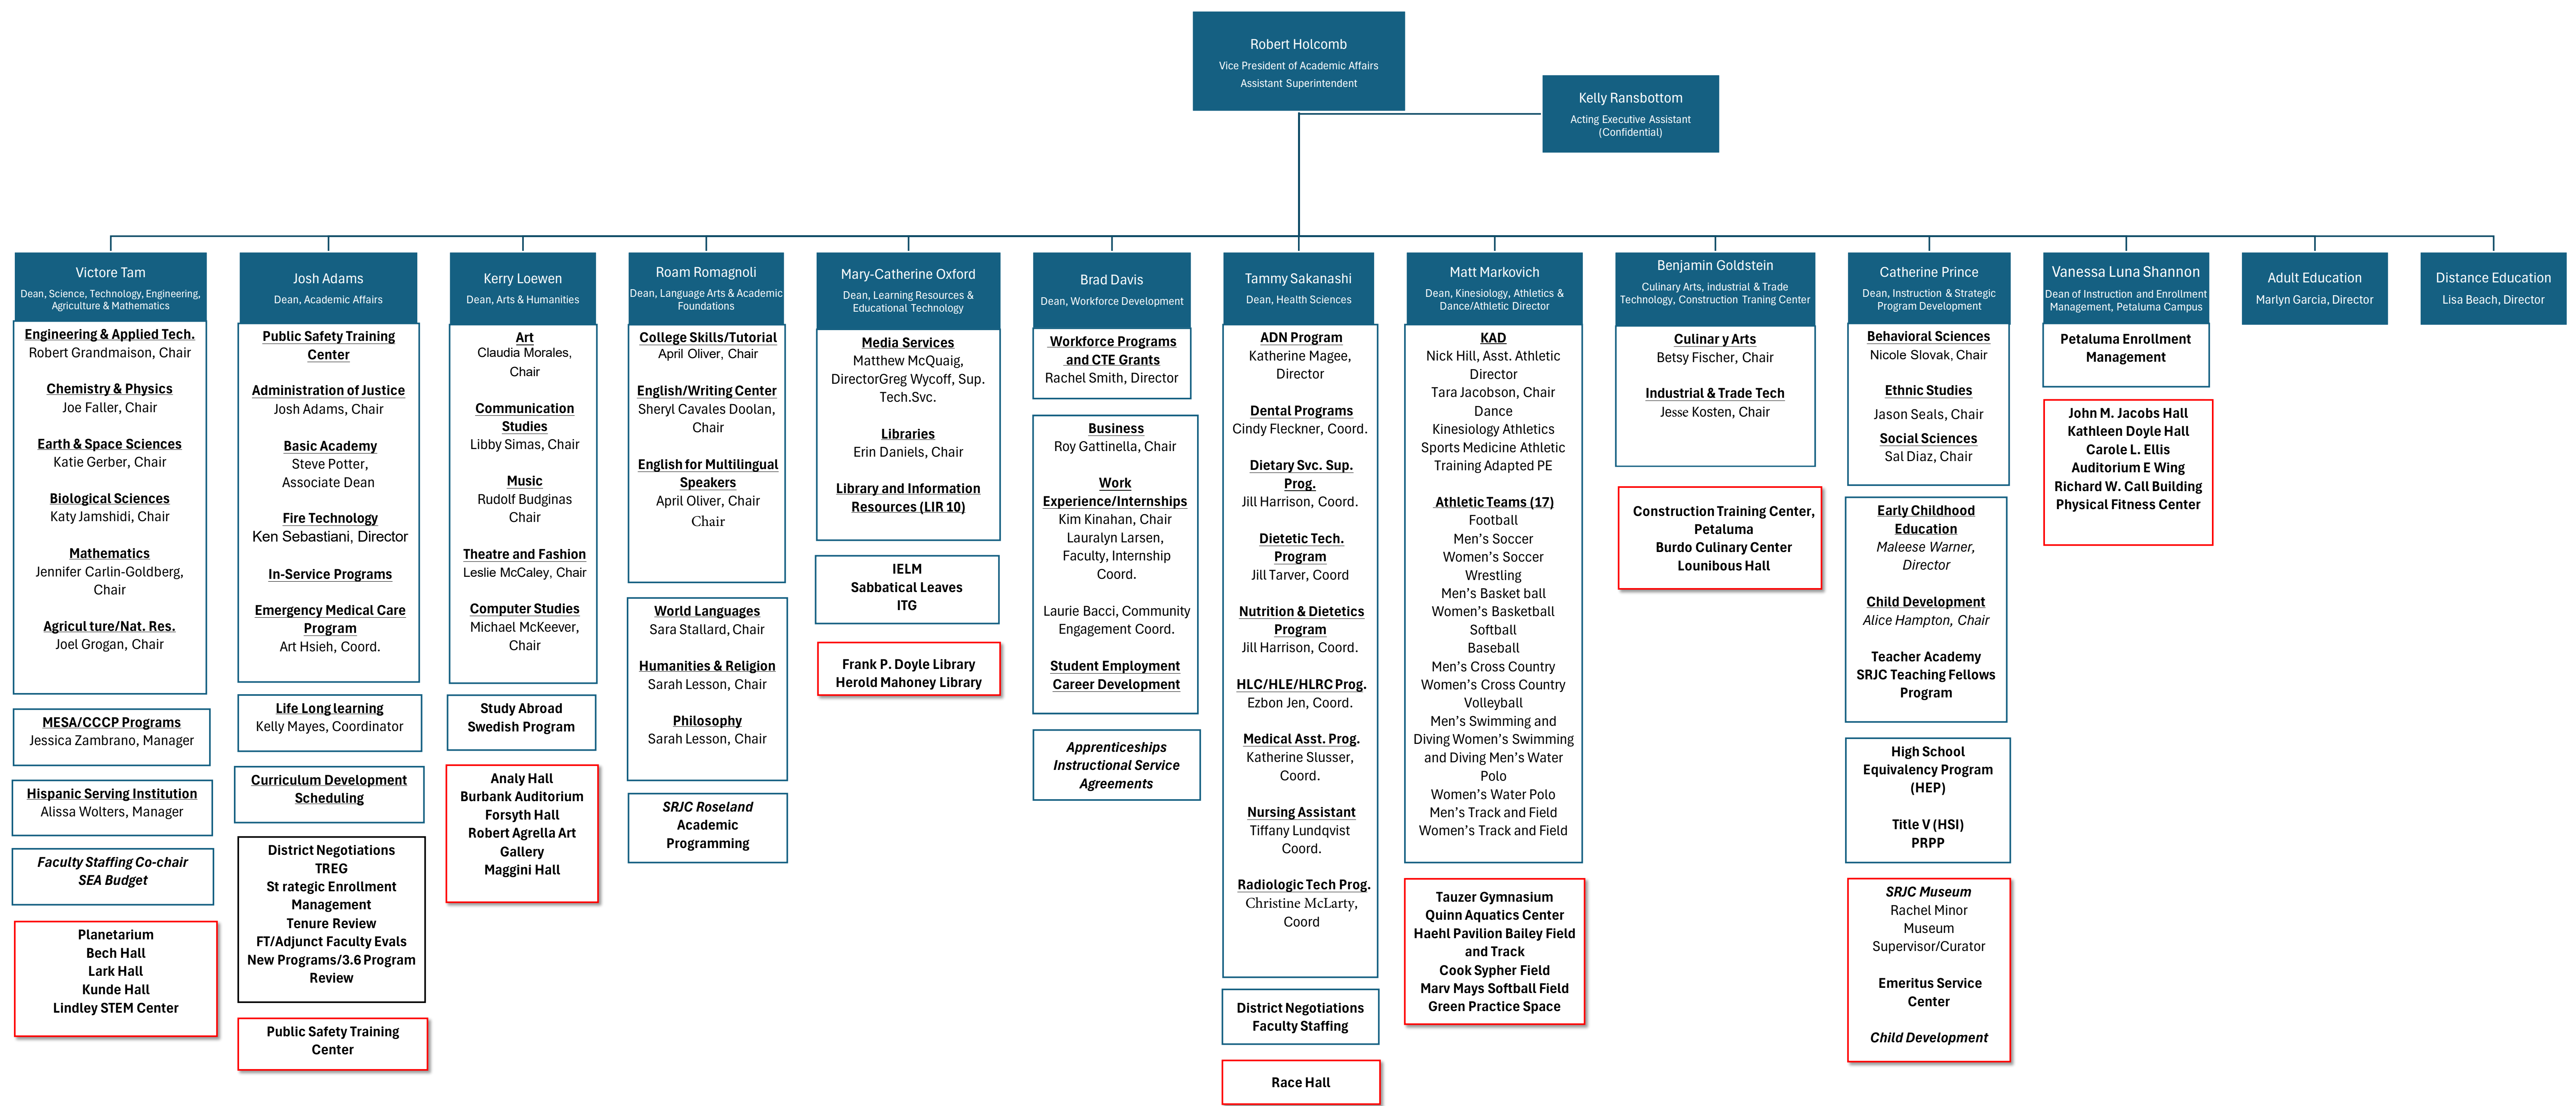 Robert Holcomb
Vice President of Academic Affairs
Assistant Superintendent
Kelly Ransbottom
Acting Executive Assistant
(Confidential)
Victore Tam
Dean, Science, Technology, Engineering,
Agriculture & Mathematics
Engineering & Applied Tech.
Robert Grandmaison, Chair
Chemistry & Physics
Joe Faller, Chair
Earth & Space Sciences
Katie Gerber, Chair
Biological Sciences
Katy Jamshidi, Chair
Mathematics
Jennifer Carlin-Goldberg,
Chair
Agricul ture/Nat. Res.
Joel Grogan, Chair
MESA/CCCP Programs
Jessica Zambrano, Manager
Hispanic Serving Institution
Alissa Wolters, Manager
Faculty Staffing Co-chair
SEA Budget
Planetarium
Bech Hall
Lark Hall
Kunde Hall
Lindley STEM Center
Josh Adams
Dean, Academic Affairs
Public Safety Training
Center
Administration of Justice
Josh Adams, Chair
Basic Academy
Steve Potter,
Associate Dean
Fire Technology
Ken Sebastiani, Director
In-Service Programs
Emergency Medical Care
Program
Art Hsieh, Coord.
Life Long learning
Kelly Mayes, Coordinator
Curriculum Development
Scheduling
District Negotiations
TREG
St rategic Enrollment
Management
Tenure Review
FT/Adjunct Faculty Evals
New Programs/3.6 Program
Review
Public Safety Training
Center
Kerry Loewen
Dean, Arts & Humanities
Art
Claudia Morales,
Chair
Communication
Studies
Libby Simas, Chair
Music
Rudolf Budginas
Chair
Theatre and Fashion
Leslie McCaley, Chair
Computer Studies
Michael McKeever,
Chair
Study Abroad
Swedish Program
Analy Hall
Burbank Auditorium
Forsyth Hall
Robert Agrella Art
Gallery
Maggini Hall
Roam Romagnoli
Dean, Language Arts & Academic
Foundations
College Skills/Tutorial
April Oliver, Chair
English/Writing Center
Sheryl Cavales Doolan,
Chair
English for Multilingual
Speakers
April Oliver, Chair
Chair
World Languages
Sara Stallard, Chair
Humanities & Religion
Sarah Lesson, Chair
Philosophy
Sarah Lesson, Chair
SRJC Roseland
Academic
Programming
Mary-Catherine Oxford
Dean, Learning Resources &
Educational Technology
Media Services
Matthew McQuaig,
DirectorGreg Wycoff, Sup.
Tech.Svc.
Libraries
Erin Daniels, Chair
Library and Information
Resources (LIR 10)
IELM
Sabbatical Leaves
ITG
Frank P. Doyle Library
Herold Mahoney Library
Brad Davis
Dean, Workforce Development
Workforce Programs
and CTE Grants
Rachel Smith, Director
Business
Roy Gattinella, Chair
Work
Experience/Internships
Kim Kinahan, Chair
Lauralyn Larsen,
Faculty, Internship
Coord.
Laurie Bacci, Community
Engagement Coord.
Student Employment
Career Development
Apprenticeships
Instructional Service
Agreements
Tammy Sakanashi
Dean, Health Sciences
ADN Program
Katherine Magee,
Director
Dental Programs
Cindy Fleckner, Coord.
Dietary Svc. Sup.
Prog.
Jill Harrison, Coord.
Dietetic Tech.
Program
Jill Tarver, Coord
Nutrition & Dietetics
Program
Jill Harrison, Coord.
HLC/HLE/HLRC Prog.
Ezbon Jen, Coord.
Medical Asst. Prog.
Katherine Slusser,
Coord.
Nursing Assistant
Tiffany Lundqvist
Coord.
Radiologic Tech Prog.
Christine McLarty,
Coord
District Negotiations
Faculty Staffing
Race Hall
Matt Markovich
Dean, Kinesiology, Athletics &
Dance/Athletic Director
KAD
Nick Hill, Asst. Athletic
Director
Tara Jacobson, Chair
Dance
Kinesiology Athletics
Sports Medicine Athletic
Training Adapted PE
Athletic Teams (17)
Football
Men's Soccer
Women's Soccer
Wrestling
Men's Basket ball
Women's Basketball
Softball
Baseball
Men's Cross Country
Women's Cross Country
Volleyball
Men's Swimming and
Diving Women's Swimming
and Diving Men's Water
Polo
Women's Water Polo
Men's Track and Field
Women's Track and Field
Tauzer Gymnasium
Quinn Aquatics Center
Haehl Pavilion Bailey Field
and Track
Cook Sypher Field
Marv Mays Softball Field
Green Practice Space
Benjamin Goldstein
Culinary Arts, industrial & Trade
Technology, Construction Traning Center
Culinar y Arts
Betsy Fischer, Chair
Industrial & Trade Tech
Jesse Kosten, Chair
Construction Training Center,
Petaluma
Burdo Culinary Center
Lounibous Hall
Catherine Prince
Dean, Instruction & Strategic
Program Development
Behavioral Sciences
Nicole Slovak, Chair
Ethnic Studies
Jason Seals, Chair
Social Sciences
Sal Diaz, Chair
Early Childhood
Education
Maleese Warner,
Director
Child Development
Alice Hampton, Chair
Teacher Academy
SRJC Teaching Fellows
Program
High School
Equivalency Program
(HEP)
Title V (HSI)
PRPP
SRJC Museum
Rachel Minor
Museum
Supervisor/Curator
Emeritus Service
Center
Child Development
Vanessa Luna Shannon
Dean of Instruction and Enrollment
Management, Petaluma Campus
Petaluma Enrollment
Management
John M. Jacobs Hall
Kathleen Doyle Hall
Carole L. Ellis
Auditorium E Wing
Richard W. Call Building
Physical Fitness Center
Adult Education
Marlyn Garcia, Director
Distance Education
Lisa Beach, Director